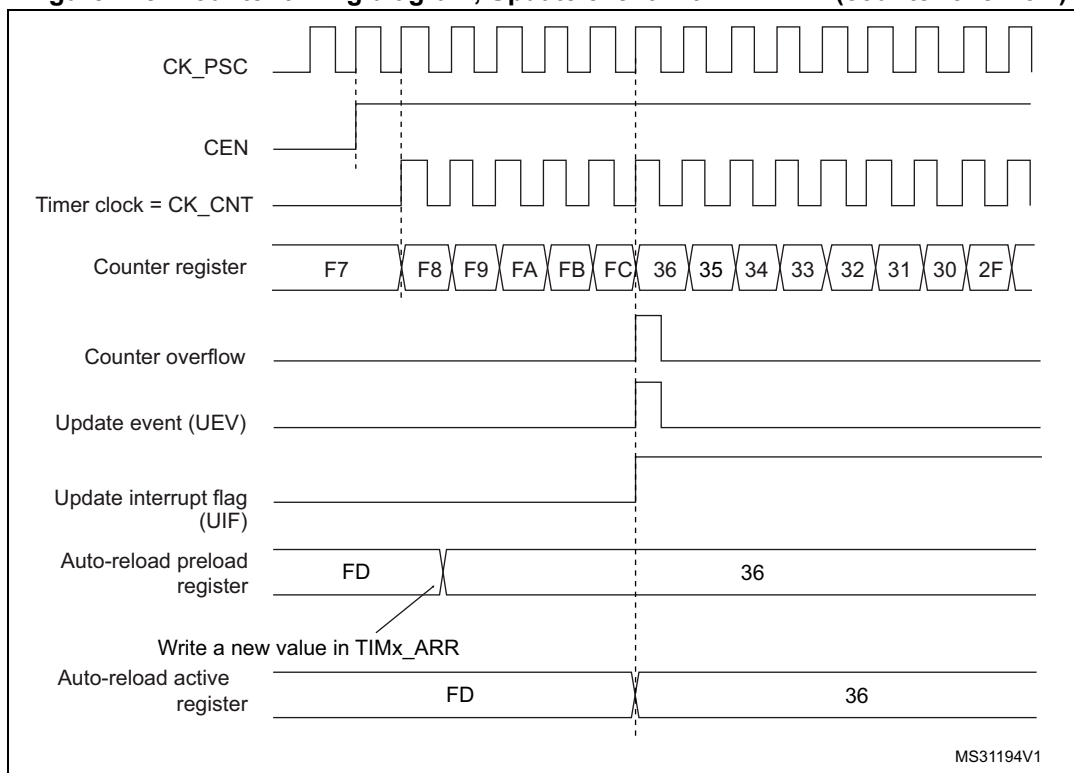 CK_PSC
CEN
Timer clock = CK_CNT
Counter register F7 F8 F9 FA FB FC 36 35 34 33 32 31 30 2F
Counter overflow
Update event (UEV)
Update interrupt flag
(UIF)
Auto-reload preload
register
FD 36
Write a new value in TIMx_ARR
Auto-reload active
register
FD 36
MS31194V1